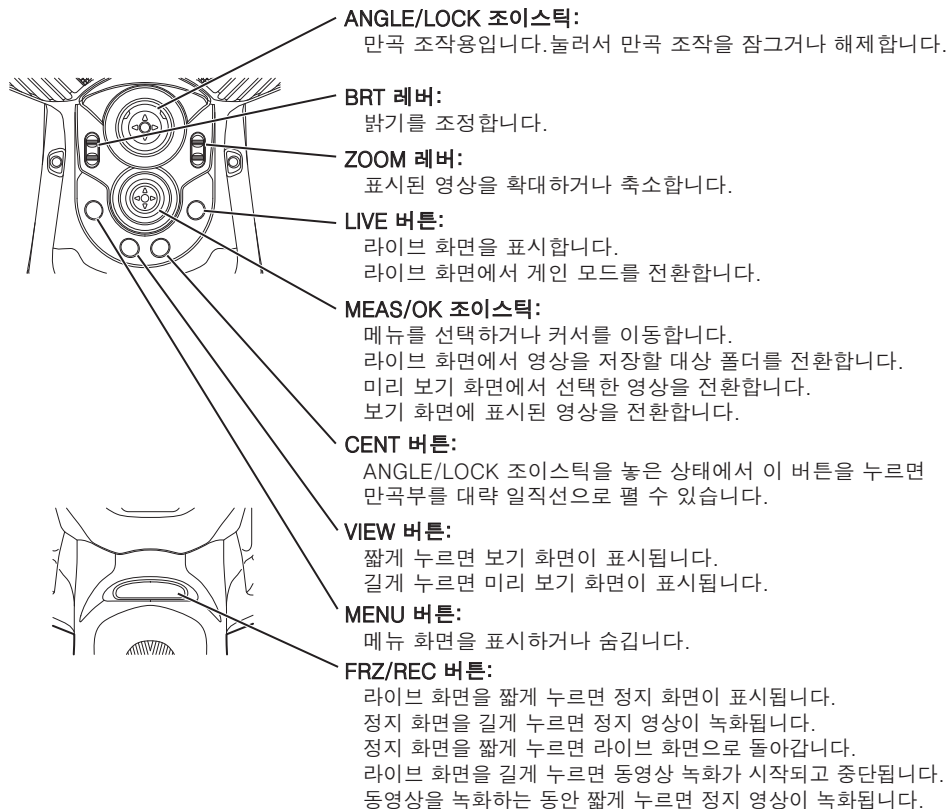 ANGLE/LOCK 조이스틱:
만곡 조작용입니다.눌러서 만곡 조작을 잠그거나 해제합니다.
BRT 레버:
밝기를 조정합니다.
ZOOM 레버:
표시된 영상을 확대하거나 축소합니다.
LIVE 버튼:
라이브 화면을 표시합니다.
라이브 화면에서 게인 모드를 전환합니다.
MEAS/OK 조이스틱:
메뉴를 선택하거나 커서를 이동합니다.
라이브 화면에서 영상을 저장할 대상 폴더를 전환합니다.
미리 보기 화면에서 선택한 영상을 전환합니다.
보기 화면에 표시된 영상을 전환합니다.
CENT 버튼:
ANGLE/LOCK 조이스틱을 놓은 상태에서 이 버튼을 누르면
만곡부를 대략 일직선으로 펼 수 있습니다.
VIEW 버튼:
짧게 누르면 보기 화면이 표시됩니다.
길게 누르면 미리 보기 화면이 표시됩니다.
MENU 버튼:
메뉴 화면을 표시하거나 숨깁니다.
FRZ/REC 버튼:
라이브 화면을 짧게 누르면 정지 화면이 표시됩니다.
정지 화면을 길게 누르면 정지 영상이 녹화됩니다.
정지 화면을 짧게 누르면 라이브 화면으로 돌아갑니다.
라이브 화면을 길게 누르면 동영상 녹화가 시작되고 중단됩니다.
동영상을 녹화하는 동안 짧게 누르면 정지 영상이 녹화됩니다.